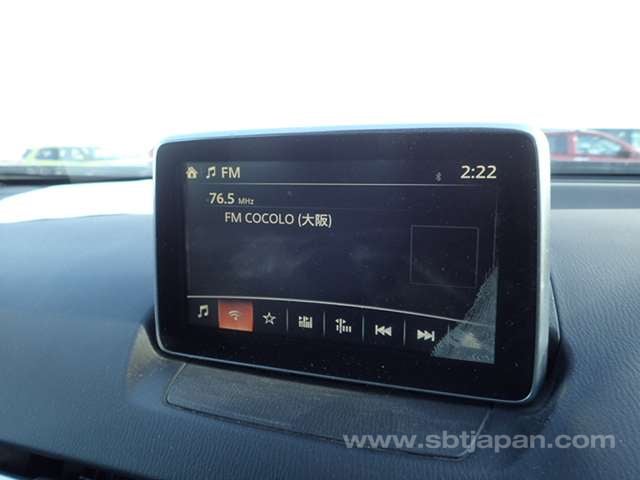 FM 2:22
76.5 MHz
FM COCOLO (大阪)
www.sbtjapan.com